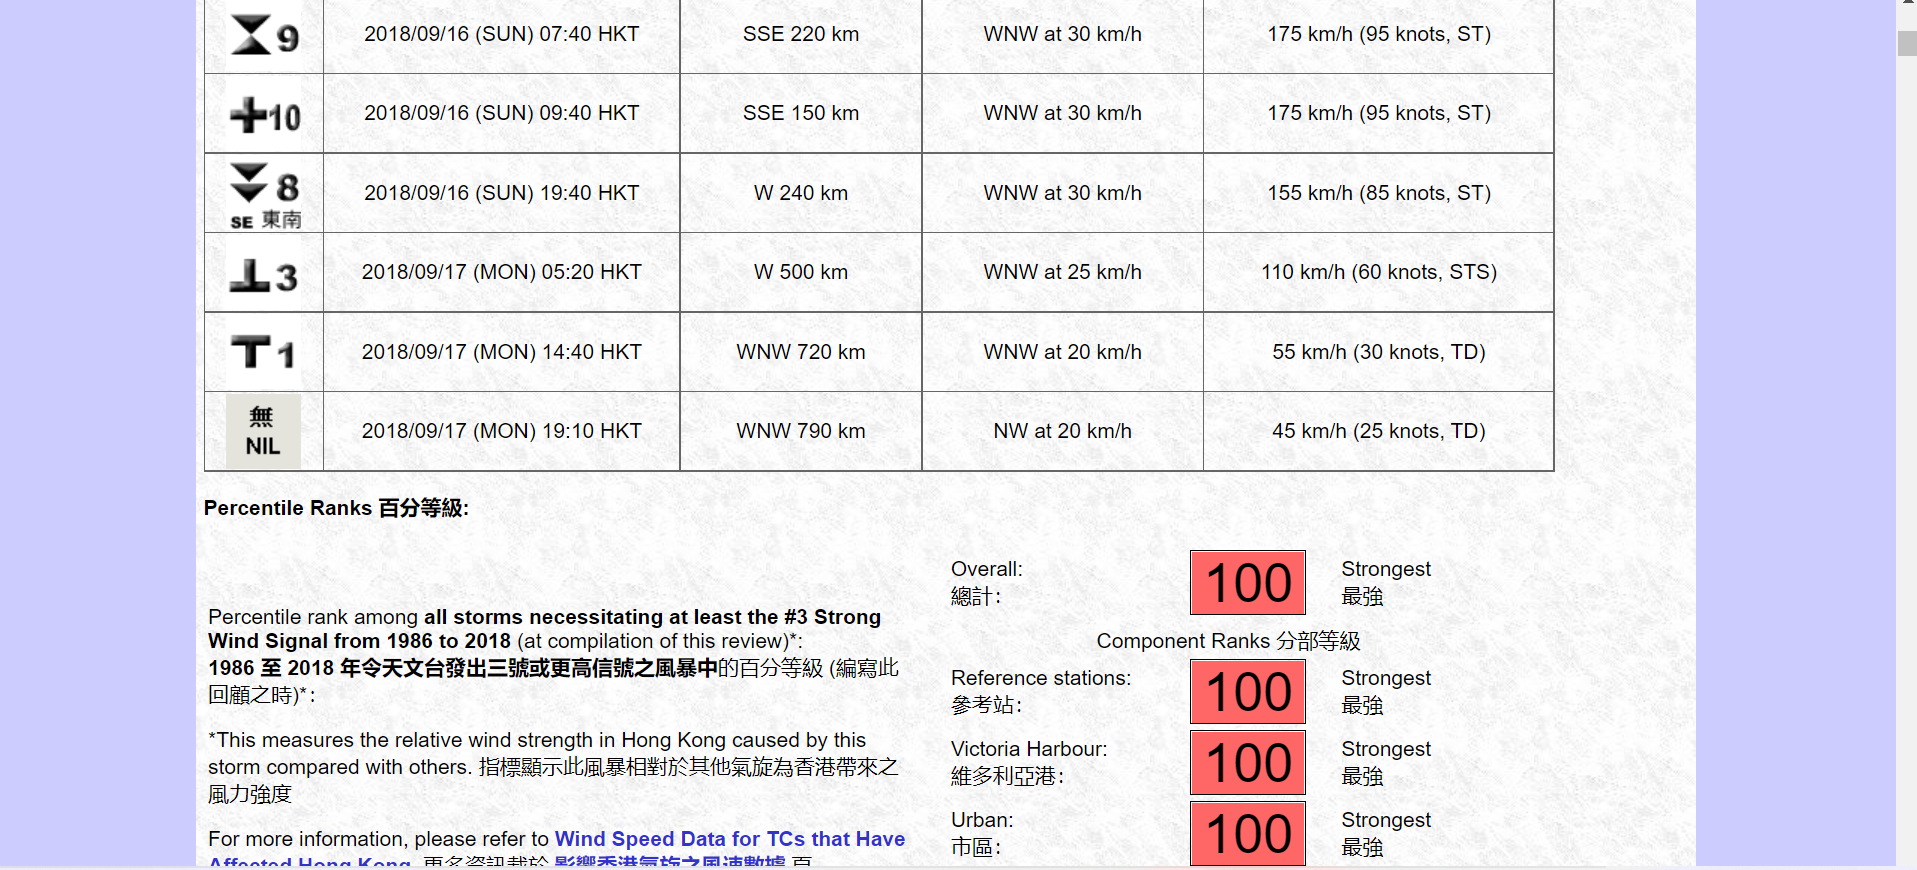 9 2018/09/16 (SUN) 07:40 HKT SSE 220 km WNW at 30 km/h 175 km/h (95 knots, ST)
10 2018/09/16 (SUN) 09:40 HKT SSE 150 km WNW at 30 km/h 175 km/h (95 knots, ST)
8 2018/09/16 (SUN) 19:40 HKT W 240 km WNW at 30 km/h 155 km/h (85 knots, ST)
SE 東南
3 2018/09/17 (MON) 05:20 HKT W 500 km WNW at 25 km/h 110 km/h (60 knots, STS)
1 2018/09/17 (MON) 14:40 HKT WNW 720 km WNW at 20 km/h 55 km/h (30 knots, TD)
無
NIL 2018/09/17 (MON) 19:10 HKT WNW 790 km NW at 20 km/h 45 km/h (25 knots, TD)
Percentile Ranks 百分等級:
Percentile rank among all storms necessitating at least the #3 Strong
Wind Signal from 1986 to 2018 (at compilation of this review)*:
1986 至 2018 年令天文台發出三號或更高信號之風暴中的百分等級 (編寫此
回顧之時)*:
*This measures the relative wind strength in Hong Kong caused by this
storm compared with others. 指標顯示此風暴相對於其他氣旋為香港帶來之
風力強度
For more information, please refer to Wind Speed Data for TCs that Have
Affected Hong Kong. 更多資訊載於 影響香港氣旋之風速數據 頁
Overall: 100 Strongest
總計: 最強
Component Ranks 分部等級
Reference stations: 100 Strongest
參考站: 最強
Victoria Harbour: 100 Strongest
維多利亞港: 最強
Urban: 100 Strongest
市區: 最強